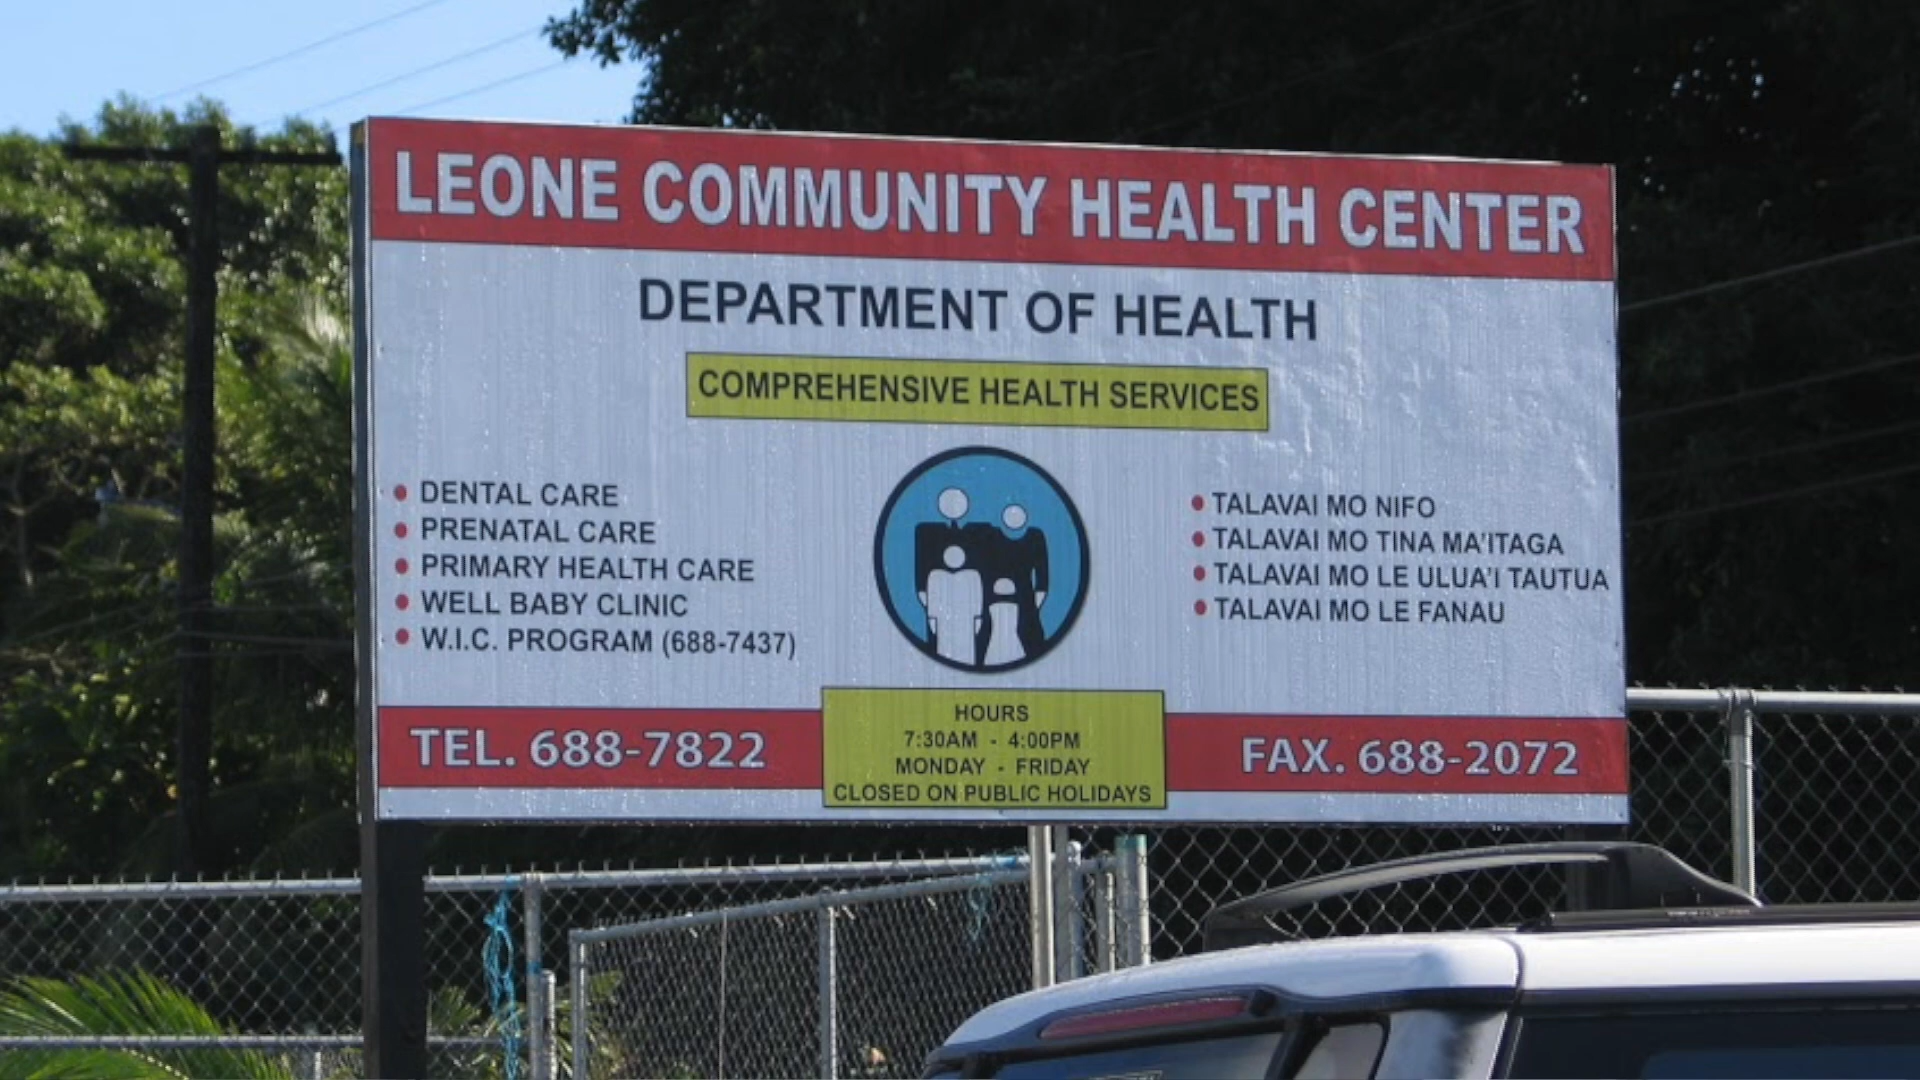 LEONE COMMUNITY HEALTH CENTER
DEPARTMENT OF HEALTH
COMPREHENSIVE HEALTH SERVICES
• DENTAL CARE
• PRENATAL CARE
• PRIMARY HEALTH CARE
• WELL BABY CLINIC
• W.I.C. PROGRAM (688-7437)
• TALAVAI MO NIFO
• TALAVAI MO TINA MA'ITAGA
• TALAVAI MO LE ULUA'I TAUTUA
• TALAVAI MO LE FANAU
TEL. 688-7822
HOURS
7:30AM - 4:00PM
MONDAY - FRIDAY
CLOSED ON PUBLIC HOLIDAYS
FAX. 688-2072